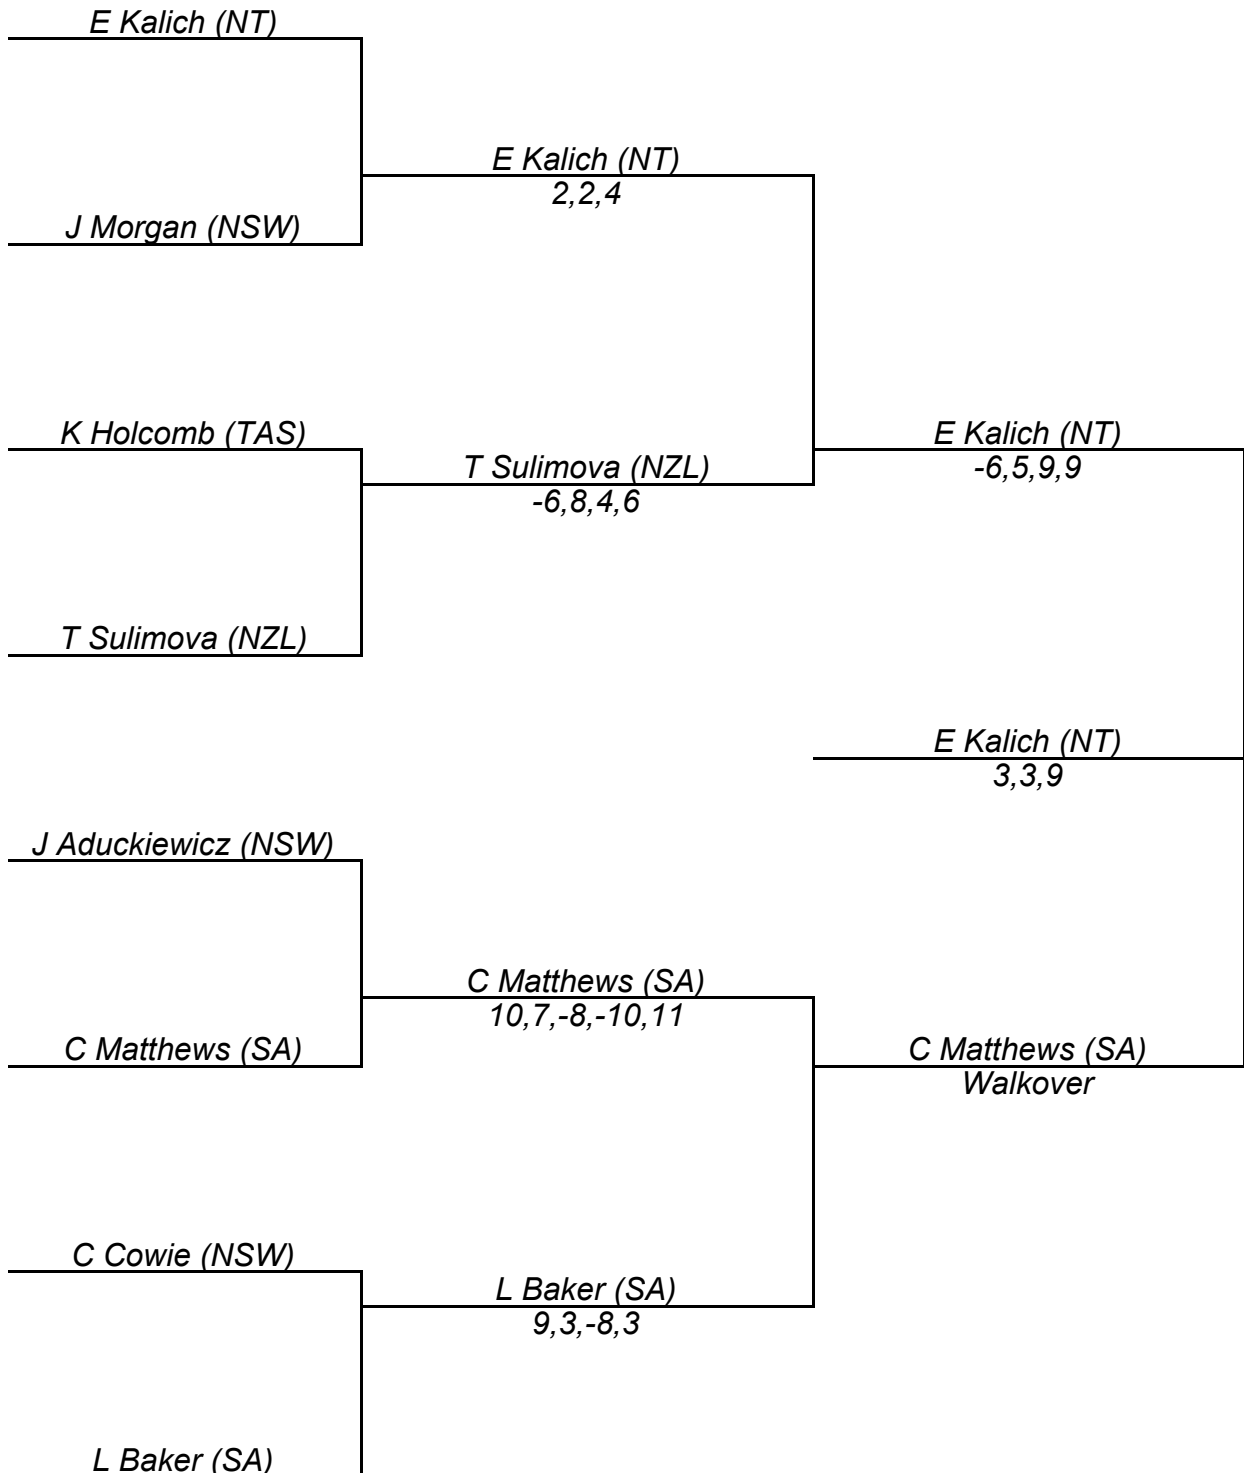 E Kalich (NT)
E Kalich (NT)
2,2,4
J Morgan (NSW)
K Holcomb (TAS)
E Kalich (NT)
-6,5,9,9
T Sulimova (NZL)
-6,8,4,6
T Sulimova (NZL)
E Kalich (NT)
3,3,9
J Aduckiewicz (NSW)
C Matthews (SA)
10,7,-8,-10,11
C Matthews (SA)
C Matthews (SA)
Walkover
C Cowie (NSW)
L Baker (SA)
9,3,-8,3
L Baker (SA)